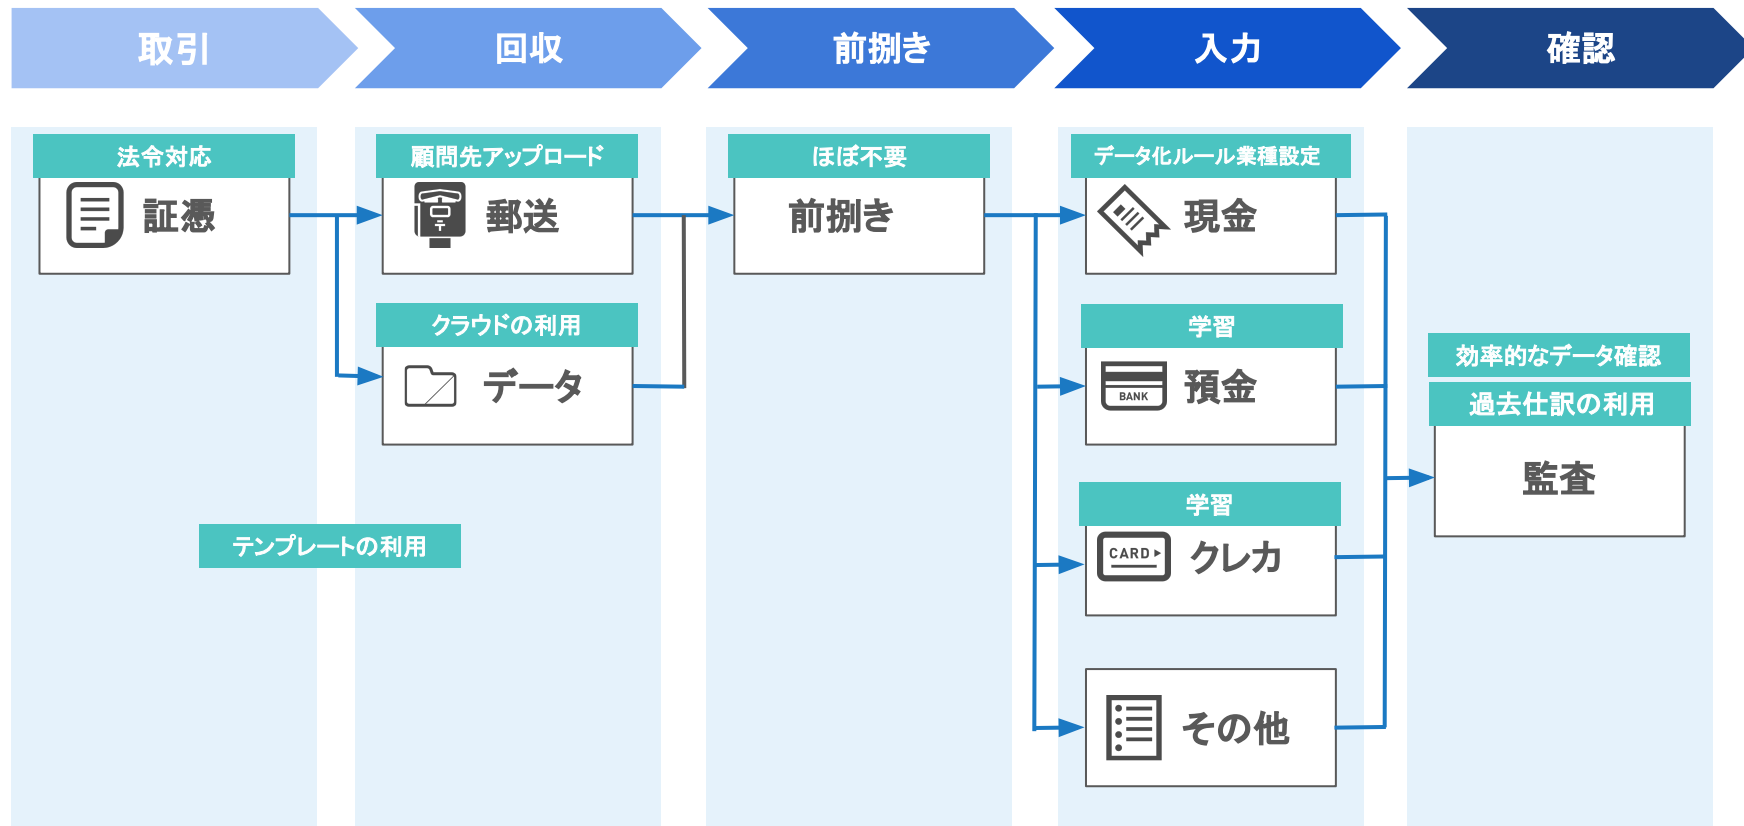 取引
回収
前捌き
入力
確認
法令対応
証憑
顧問先アップロード
郵送
クラウドの利用
データ
テンプレートの利用
ほぼ不要
前捌き
データ化ルール業種設定
現金
学習
BANK
預金
学習
CARD
クレカ
その他
効率的なデータ確認
過去仕訳の利用
監査